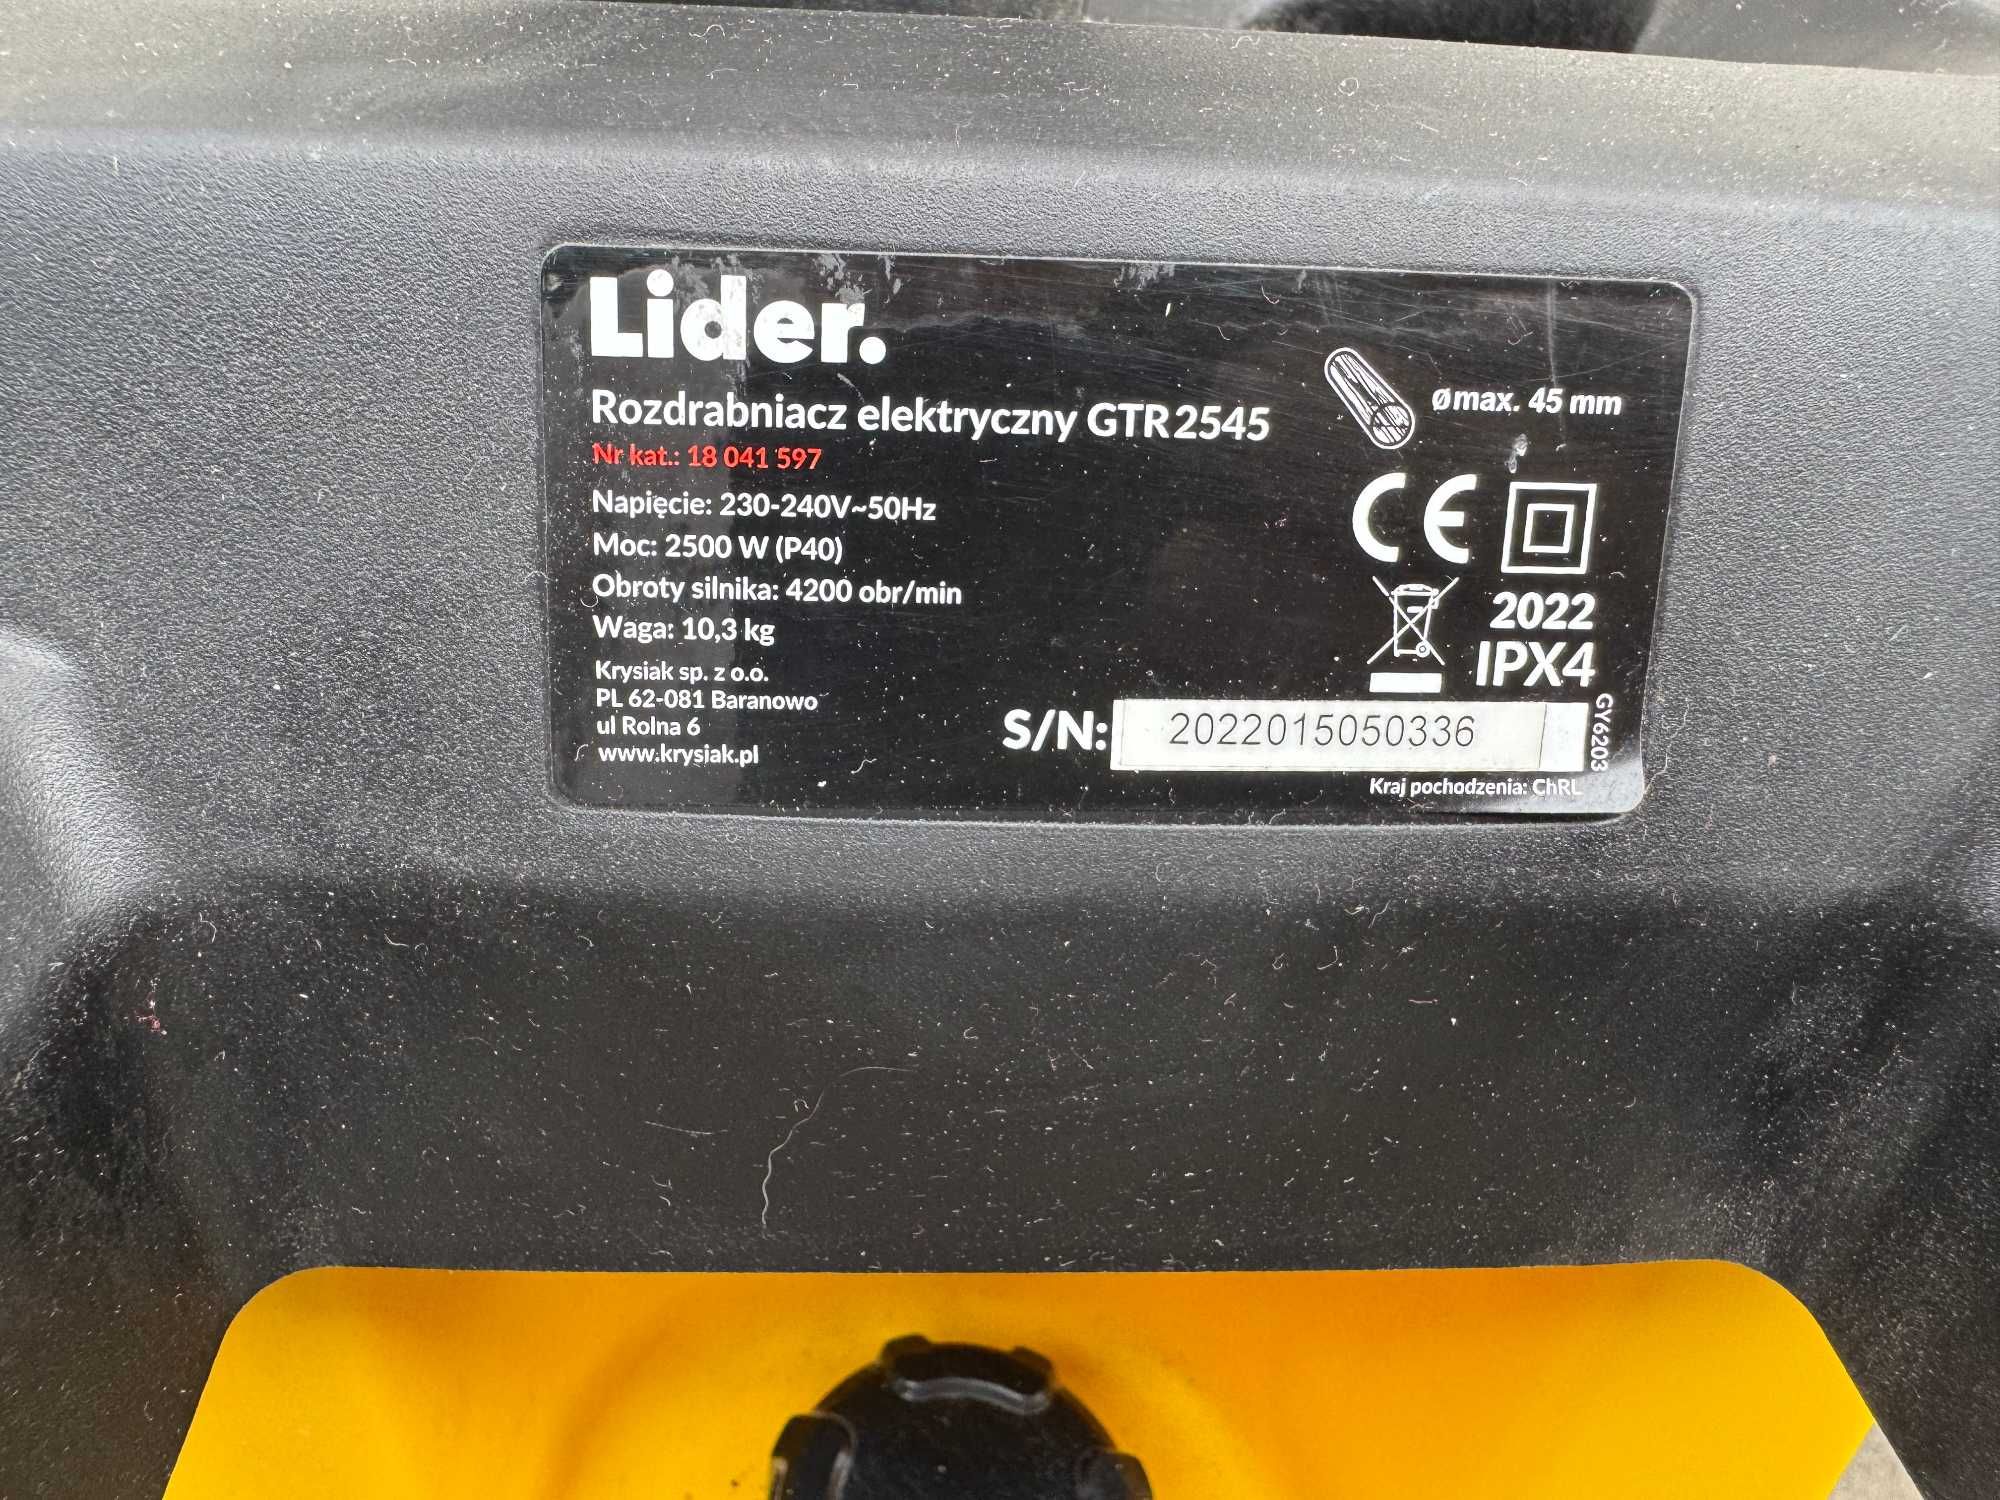 Lider.
Rozdrabniacz elektryczny GTR2545
Nr kat.: 18 041 597
Napięcie: 230-240V~50Hz
Moc: 2500 W (P40)
Obroty silnika: 4200 obr/min
Waga: 10,3 kg
Krysiak sp. z o.o.
PL 62-081 Baranowo
ul Rolna 6
www.krysiak.pl
ømax. 45 mm
CE
2022
IPX4
S/N: 2022015050336
GY6203
Kraj pochodzenia: ChRL